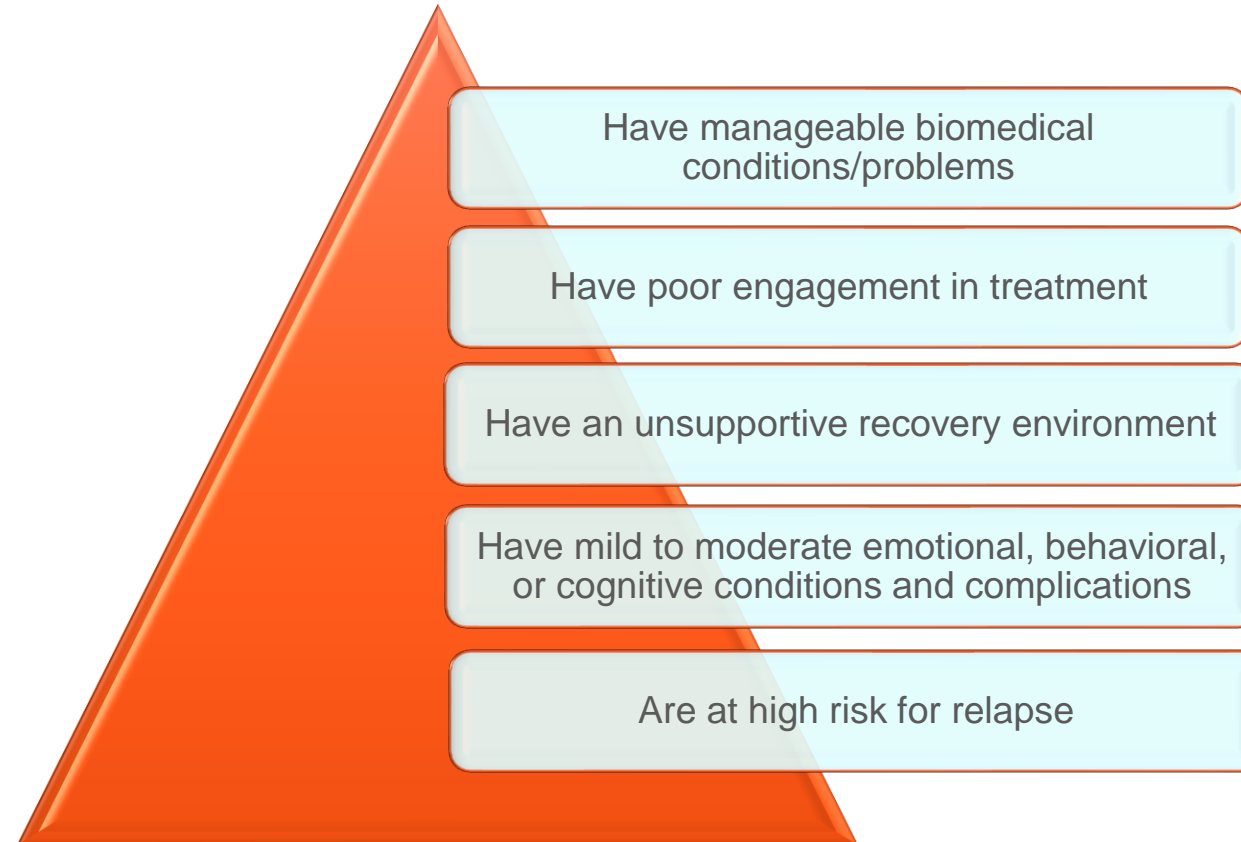 Have manageable biomedical
conditions/problems
Have poor engagement in treatment
Have an unsupportive recovery environment
Have mild to moderate emotional, behavioral,
or cognitive conditions and complications
Are at high risk for relapse